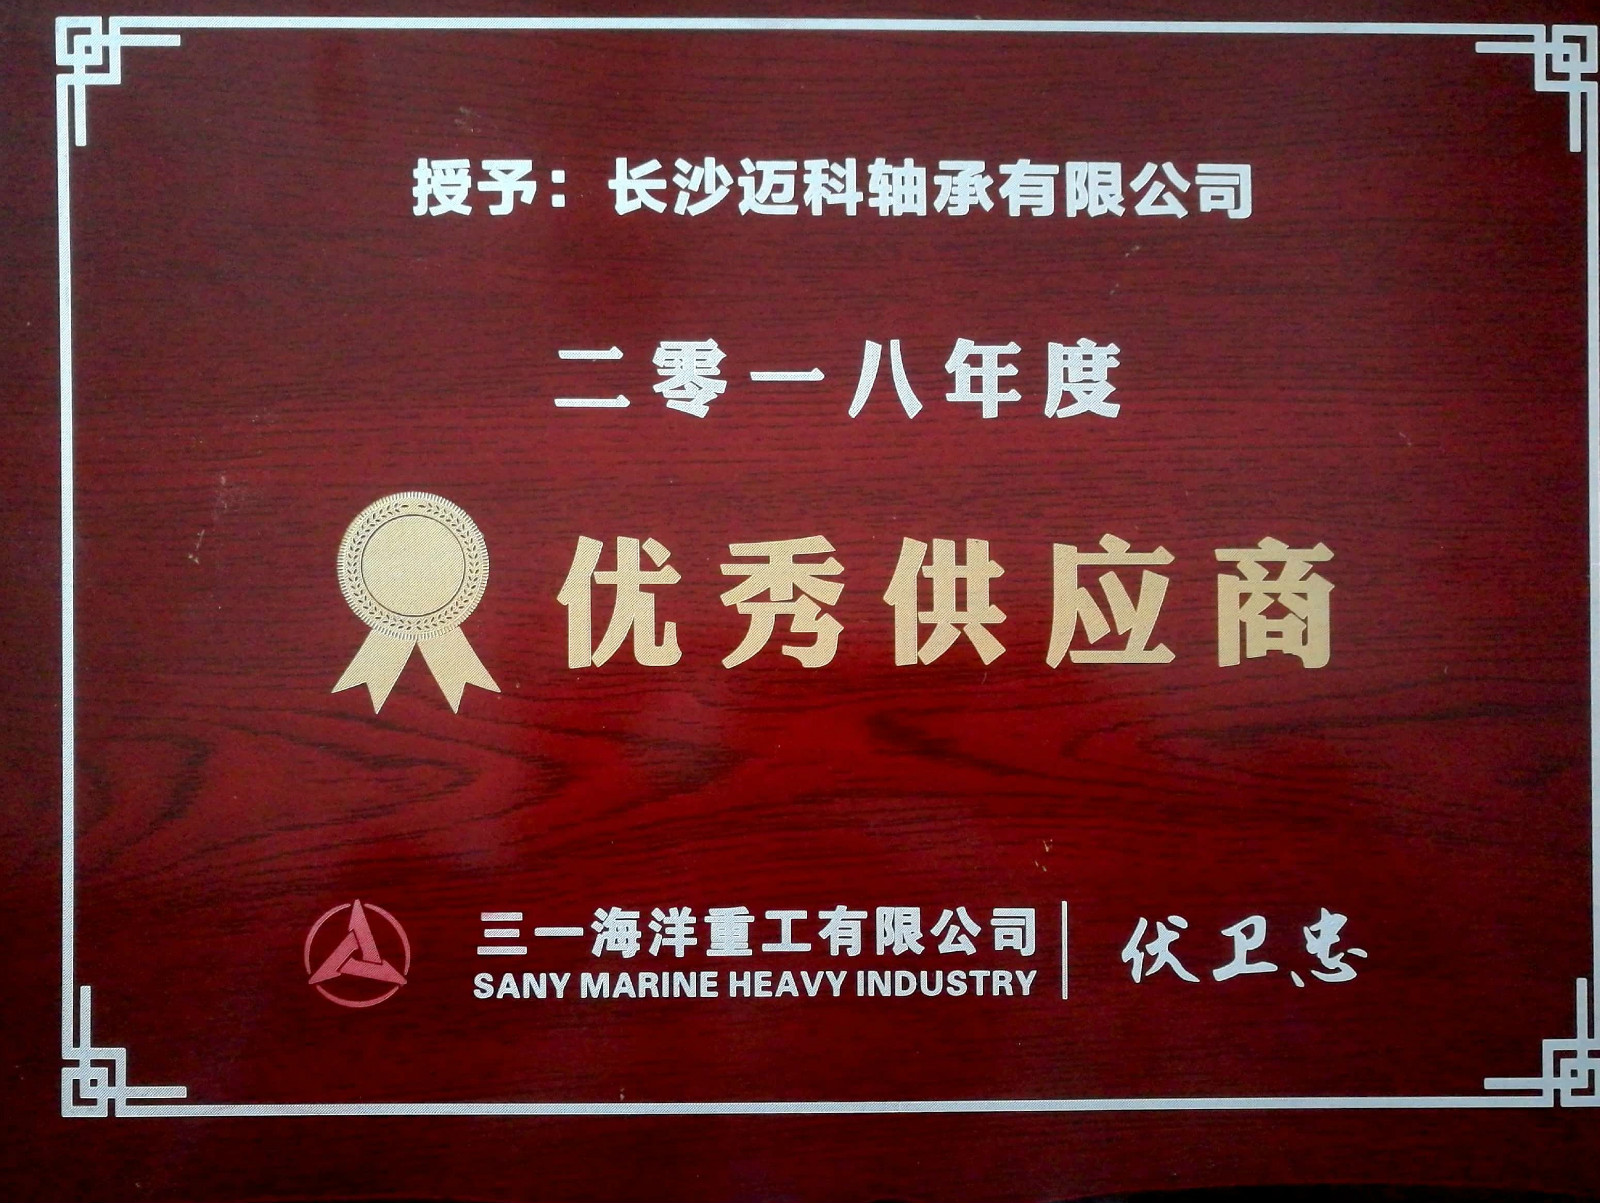 授予：长沙迈科轴承有限公司
二零一八年度
优秀供应商
三一海洋重工有限公司
SANY MARINE HEAVY INDUSTRY
伏卫忠